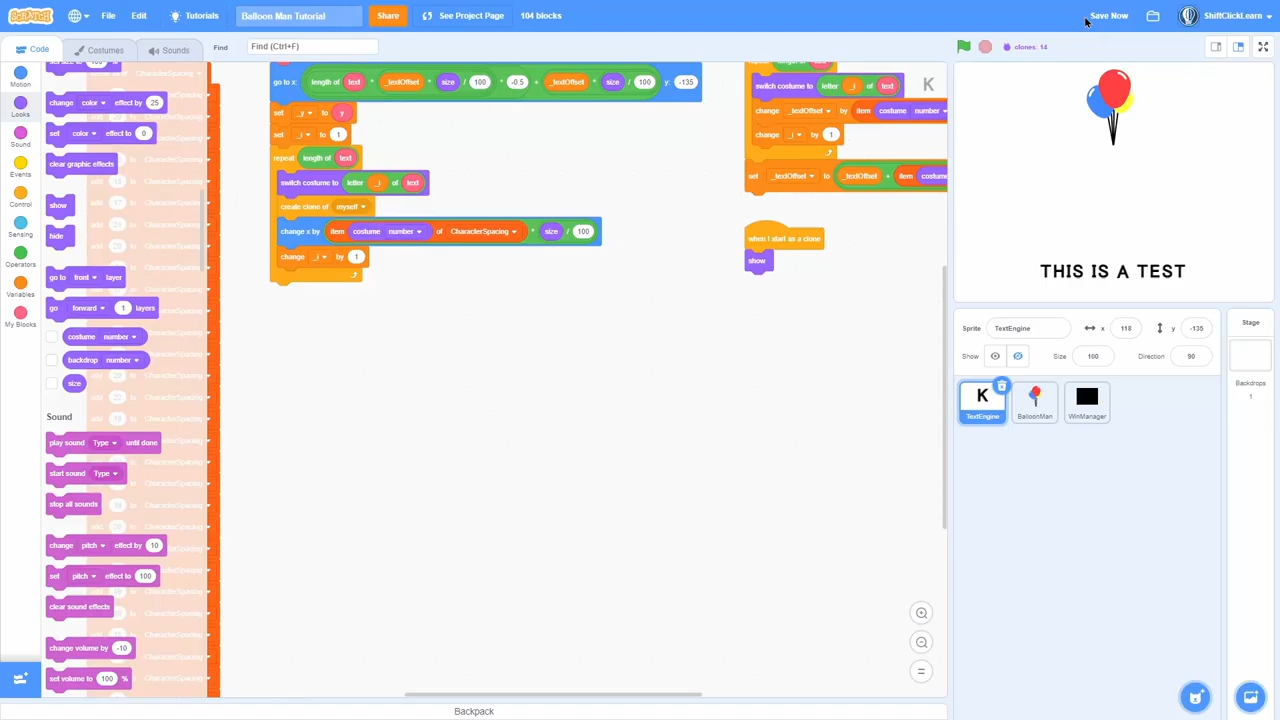 SCRATCH File Edit Tutorials Balloon Man Tutorial Share See Project Page 104 blocks Save Now ShiftClickLearn
Code Costumes Sounds Find Find (Ctrl+F) clones: 14
Motion
Looks
Sound
Events
Control
Sensing
Operators
Variables
My Blocks
change color effect by 25
set color effect to 0
clear graphic effects
show
hide
go to front layer
go forward 1 layers
costume number
backdrop number
size
Sound
play sound Type until done
start sound Type
stop all sounds
change pitch effect by 10
set pitch effect to 100
clear sound effects
change volume by -10
set volume to 100 %
go to x: length of text * _textOffset * size / 100 * -0.5 + _textOffset * size / 100 y: -135
set _y to y
set _i to 1
repeat length of text
switch costume to letter _i of text
create clone of myself
change x by item costume number of CharacterSpacing * size / 100
change _i by 1
switch costume to letter _i of text
change _textOffset by item costume number
change _i by 1
set _textOffset to _textOffset + item
when I start as a clone
show
K
THIS IS A TEST
Sprite TextEngine x 118 y -135
Show Size 100 Direction 90
K
TextEngine BalloonMan WinManager
Stage
Backdrops
1
Backpack